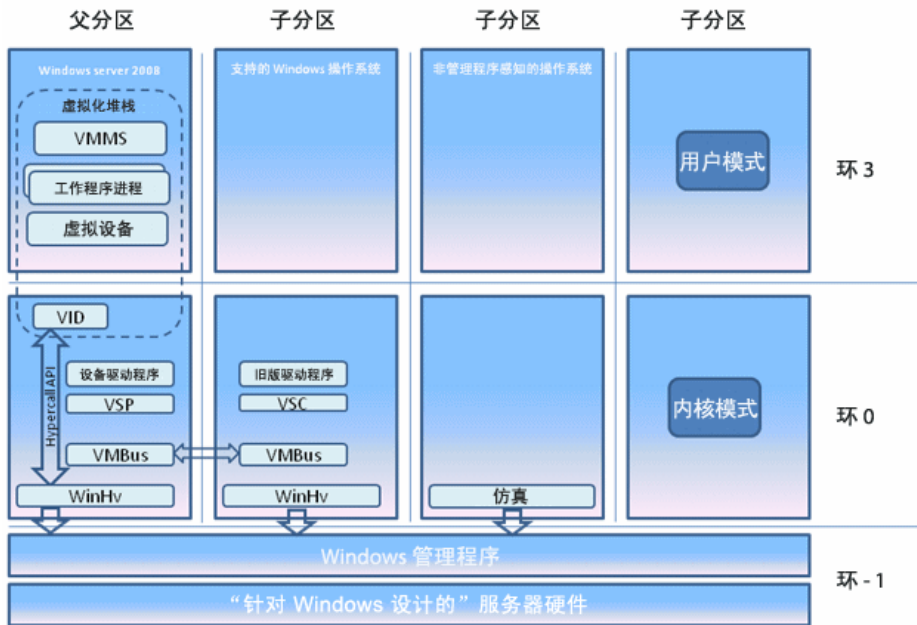 父分区 子分区 子分区 子分区
Windows server 2008 支持的 Windows 操作系统 非管理程序感知的操作系统
虚拟化堆栈
VMMS
工作程序进程
虚拟设备
用户模式
环 3
VID
Hypercall API
设备驱动程序
VSP
VMBus
WinHv
旧版驱动程序
VSC
VMBus
WinHv
仿真
内核模式
环 0
Windows 管理程序
“针对 Windows 设计的”服务器硬件
环 - 1